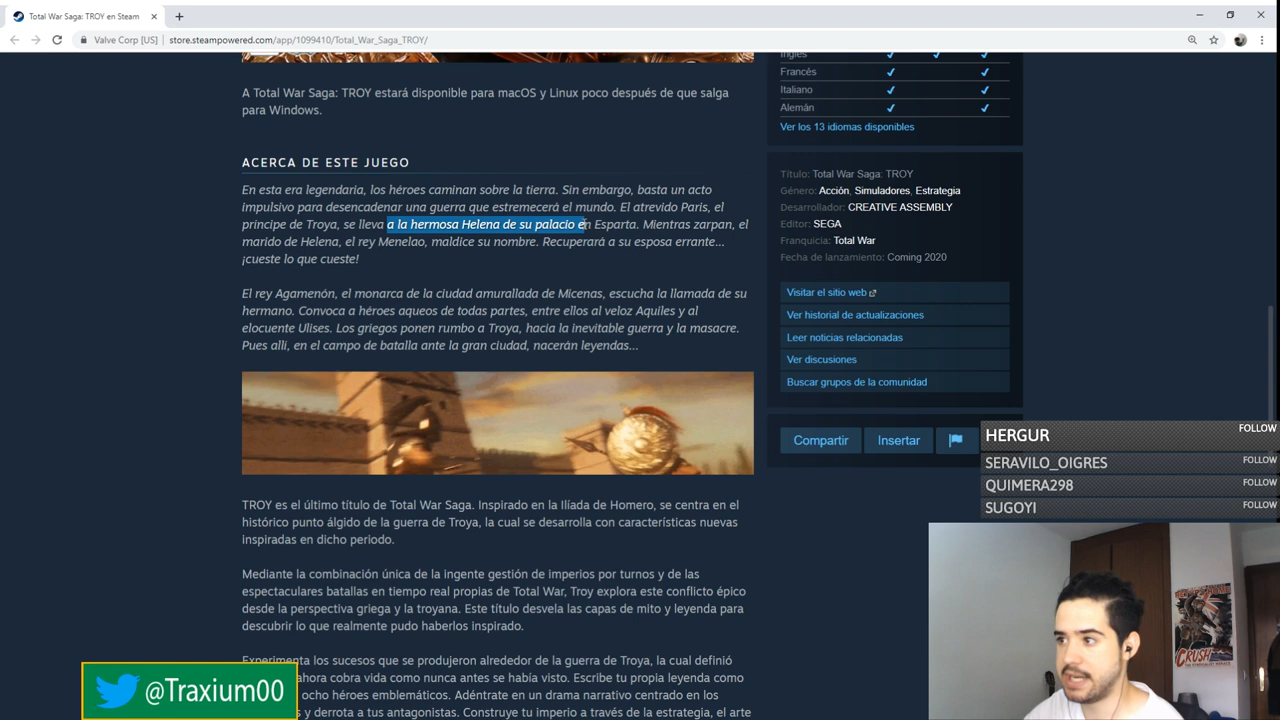 Total War Saga: TROY en Steam
Valve Corp [US] store.steampowered.com/app/1099410/Total_War_Saga_TROY/
A Total War Saga: TROY estará disponible para macOS y Linux poco después de que salga
para Windows.
ACERCA DE ESTE JUEGO
En esta era legendaria, los héroes caminan sobre la tierra. Sin embargo, basta un acto
impulsivo para desencadenar una guerra que estremecerá el mundo. El atrevido Paris, el
príncipe de Troya, se lleva a la hermosa Helena de su palacio en Esparta. Mientras zarpan, el
marido de Helena, el rey Menelao, maldice su nombre. Recuperará a su esposa errante...
¡cueste lo que cueste!
El rey Agamenón, el monarca de la ciudad amurallada de Micenas, escucha la llamada de su
hermano. Convoca a héroes aqueos de todas partes, entre ellos al veloz Aquiles y al
elocuente Ulises. Los griegos ponen rumbo a Troya, hacia la inevitable guerra y la masacre.
Pues allí, en el campo de batalla ante la gran ciudad, nacerán leyendas...
TROY es el último título de Total War Saga. Inspirado en la Ilíada de Homero, se centra en el
histórico punto álgido de la guerra de Troya, la cual se desarrolla con características nuevas
inspiradas en dicho periodo.
Mediante la combinación única de la ingente gestión de imperios por turnos y de las
espectaculares batallas en tiempo real propias de Total War, Troy explora este conflicto épico
desde la perspectiva griega y la troyana. Este título desvela las capas de mito y leyenda para
descubrir lo que realmente pudo haberlos inspirado.
Experimenta los sucesos que se produjeron alrededor de la guerra de Troya, la cual definió
ahora cobra vida como nunca antes se había visto. Escribe tu propia leyenda como
ocho héroes emblemáticos. Adéntrate en un drama narrativo centrado en los
y derrota a tus antagonistas. Construye tu imperio a través de la estrategia, el arte
Inglés
Francés
Italiano
Alemán
Ver los 13 idiomas disponibles
Título: Total War Saga: TROY
Género: Acción, Simuladores, Estrategia
Desarrollador: CREATIVE ASSEMBLY
Editor: SEGA
Franquicia: Total War
Fecha de lanzamiento: Coming 2020
Visitar el sitio web
Ver historial de actualizaciones
Leer noticias relacionadas
Ver discusiones
Buscar grupos de la comunidad
Compartir Insertar
HERGUR FOLLOW
SERAVILO_OIGRES FOLLOW
QUIMERA298 FOLLOW
SUGOYI FOLLOW
@Traxium00
CRUSH